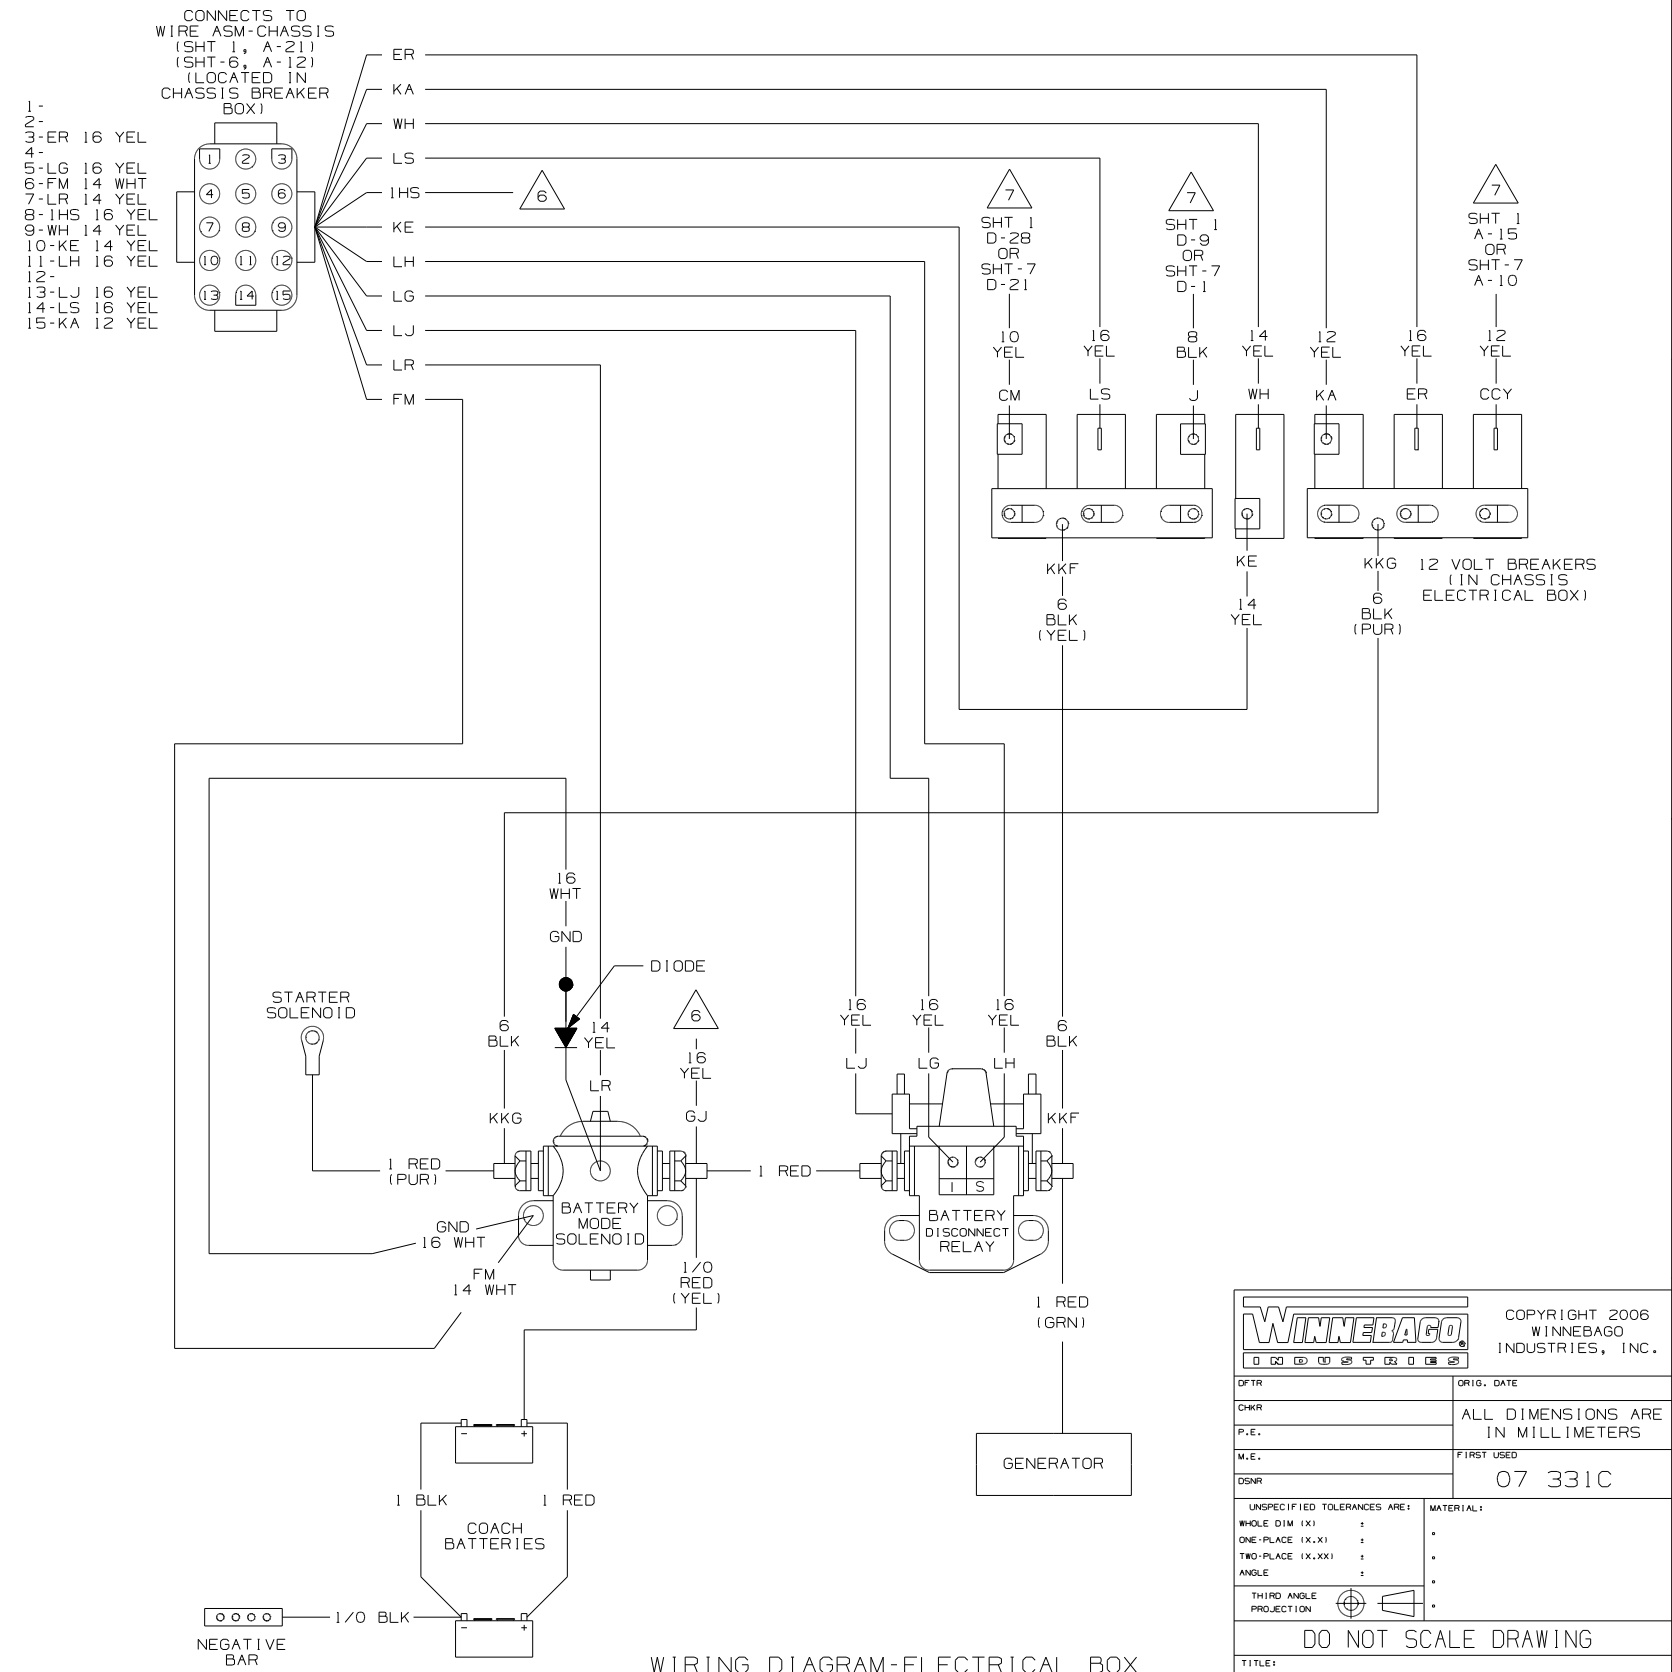 CONNECTS TO
WIRE ASM-CHASSIS
(SHT 1, A-21)
(SHT-6, A-12)
(LOCATED IN
CHASSIS BREAKER
BOX)
1-
2-
3-ER 16 YEL
4-
5-LG 16 YEL
6-FM 14 WHT
7-LR 14 YEL
8-1HS 16 YEL
9-WH 14 YEL
10-KE 14 YEL
11-LH 16 YEL
12-
13-LJ 16 YEL
14-LS 16 YEL
15-KA 12 YEL
1 2 3
4 5 6
7 8 9
10 11 12
13 14 15
ER
KA
WH
LS
1HS
6
KE
LH
LG
LJ
LR
FM
7
SHT 1
D-28
OR
SHT-7
D-21
10
YEL
CM
16
YEL
LS
7
SHT 1
D-9
OR
SHT-7
D-1
8
BLK
J
14
YEL
WH
12
YEL
KA
16
YEL
ER
7
SHT 1
A-15
OR
SHT-7
A-10
12
YEL
CCY
KKF
6
BLK
(YEL)
KE
14
YEL
KKG
6
BLK
(PUR)
12 VOLT BREAKERS
(IN CHASSIS
ELECTRICAL BOX)
16
WHT
GND
DIODE
STARTER
SOLENOID
6
BLK
KKG
14
YEL
LR
6
16
YEL
GJ
16
YEL
LJ
16
YEL
LG
16
YEL
LH
6
BLK
KKF
1 RED
(PUR)
1 RED
I S
BATTERY
MODE
SOLENOID
BATTERY
DISCONNECT
RELAY
GND
16 WHT
FM
14 WHT
1/0
RED
(YEL)
1 RED
(GRN)
GENERATOR
- +
1 BLK
1 RED
COACH
BATTERIES
1/0 BLK
- +
NEGATIVE
BAR
WIRING DIAGRAM-ELECTRICAL BOX
WINNEBAGO®
INDUSTRIES
COPYRIGHT 2006
WINNEBAGO
INDUSTRIES, INC.
DFTR
ORIG. DATE
CHKR
ALL DIMENSIONS ARE
IN MILLIMETERS
P.E.
M.E.
FIRST USED
07 331C
DSNR
UNSPECIFIED TOLERANCES ARE:
MATERIAL:
WHOLE DIM (X) ±
ONE-PLACE (X.X) ±
TWO-PLACE (X.XX) ±
ANGLE ±
THIRD ANGLE
PROJECTION
DO NOT SCALE DRAWING
TITLE: